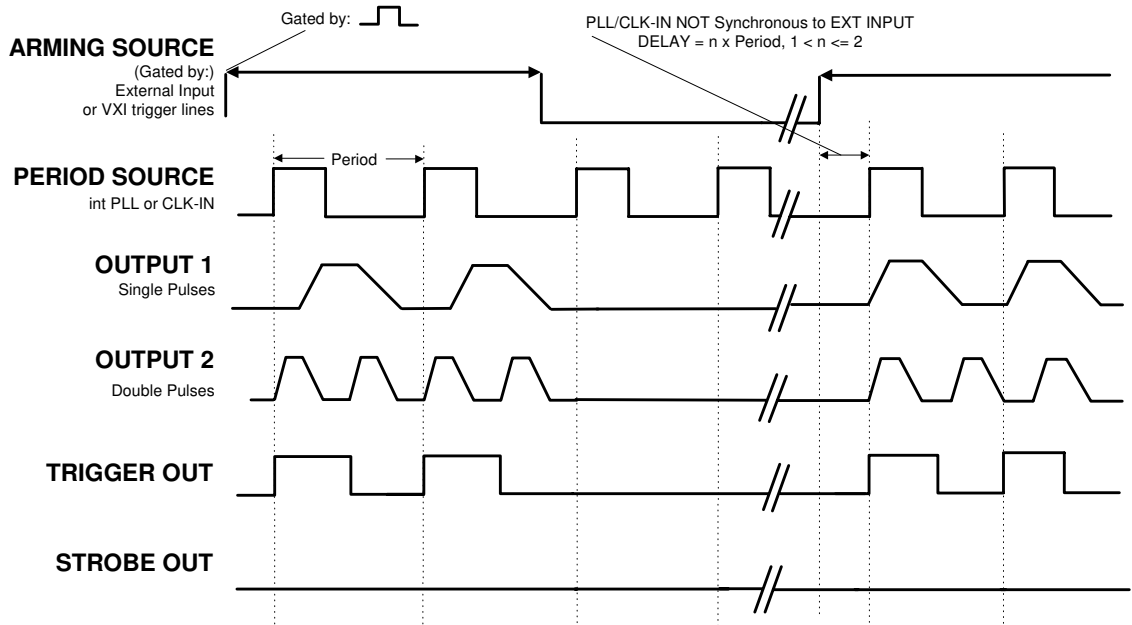 Gated by:
PLL/CLK-IN NOT Synchronous to EXT INPUT
DELAY = n x Period, 1 < n <= 2
ARMING SOURCE
(Gated by:)
External Input
or VXI trigger lines
Period
PERIOD SOURCE
int PLL or CLK-IN
OUTPUT 1
Single Pulses
OUTPUT 2
Double Pulses
TRIGGER OUT
STROBE OUT